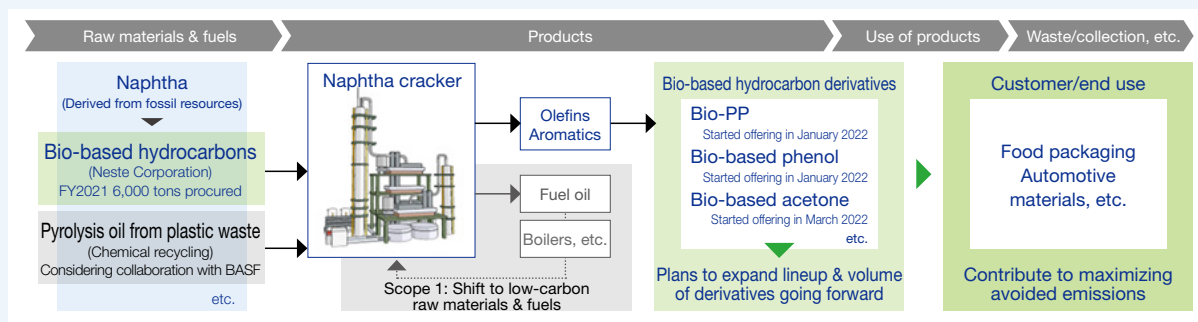 Raw materials & fuels
Products
Use of products
Waste/collection, etc.
Naphtha
(Derived from fossil resources)
Bio-based hydrocarbons
(Neste Corporation)
FY2021 6,000 tons procured
Pyrolysis oil from plastic waste
(Chemical recycling)
Considering collaboration with BASF
etc.
Naphtha cracker
Olefins
Aromatics
Fuel oil
Boilers, etc.
Scope 1: Shift to low-carbon
raw materials & fuels
Bio-based hydrocarbon derivatives
Bio-PP
Started offering in January 2022
Bio-based phenol
Started offering in January 2022
Bio-based acetone
Started offering in March 2022
etc.
Plans to expand lineup & volume
of derivatives going forward
Customer/end use
Food packaging
Automotive
materials, etc.
Contribute to maximizing
avoided emissions